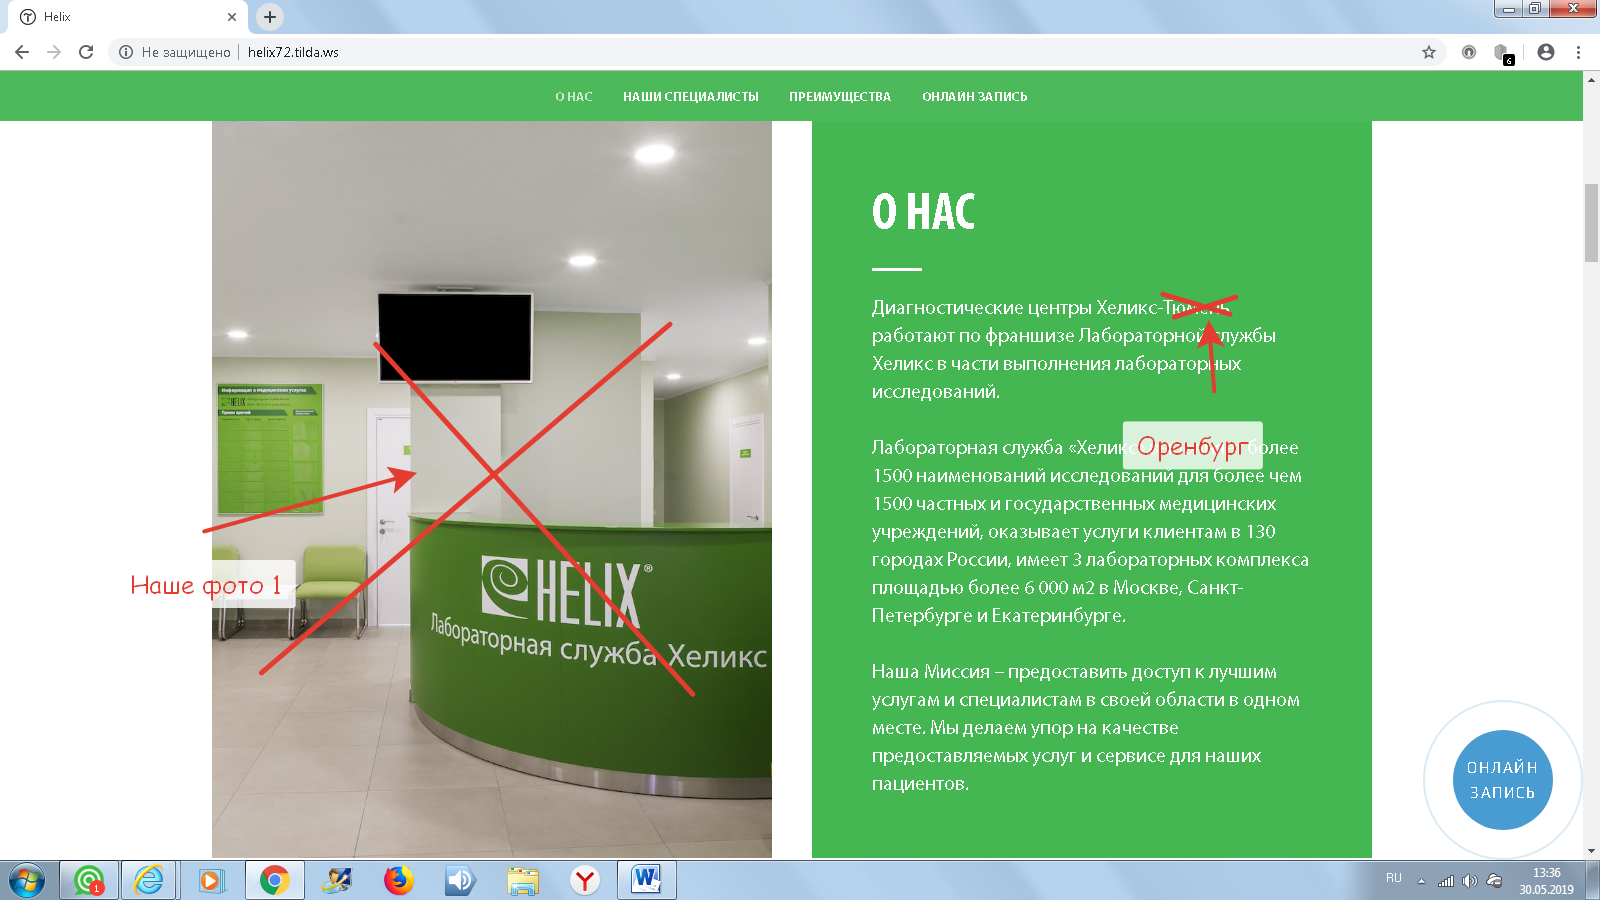 Helix
Не защищено
helix72.tilda.ws
6
О НАС
НАШИ СПЕЦИАЛИСТЫ
ПРЕИМУЩЕСТВА
ОНЛАЙН ЗАПИСЬ
Информация о медицинских услугах
HELIX
Прием врачей
HELIX®
Лабораторная служба Хеликс
Наше фото 1
О НАС
Диагностические центры Хеликс-Тюмень
работают по франшизе Лабораторной службы
Хеликс в части выполнения лабораторных
исследований.
Оренбург
Лабораторная служба «Хеликс более
1500 наименований исследований для более чем
1500 частных и государственных медицинских
учреждений, оказывает услуги клиентам в 130
городах России, имеет 3 лабораторных комплекса
площадью более 6 000 м2 в Москве, Санкт-
Петербурге и Екатеринбурге.
Наша Миссия – предоставить доступ к лучшим
услугам и специалистам в своей области в одном
месте. Мы делаем упор на качестве
предоставляемых услуг и сервисе для наших
пациентов.
ОНЛАЙН
ЗАПИСЬ
1
RU
13:36
30.05.2019